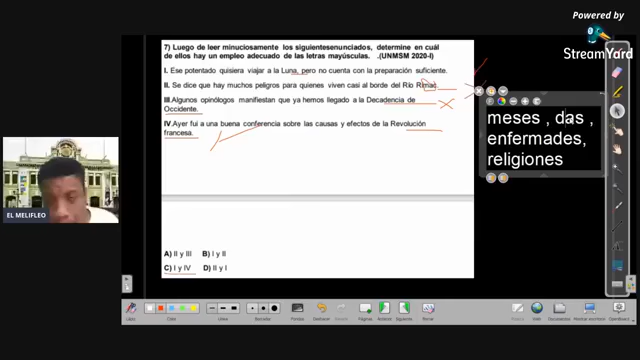 Powered by
StreamYard
7) Luego de leer minuciosamente los siguientesenunciados, determine en cuál
de ellos hay un empleo adecuado de las letras mayúsculas. .(UNMSM 2020-I)
I. Ese potentado quisiera viajar a la Luna, pero no cuenta con la preparación suficiente.
II. Se dice que hay muchos peligros para quienes viven casi al borde del Río Rímac.
III. Algunos opinólogos manifiestan que ya hemos llegado a la Decadencia de
Occidente.
IV. Ayer fui a una buena conferencia sobre las causas y efectos de la Revolución
francesa.
A) II y III B) I y II
C) I y IV D) II y I
meses , das ,
enfermades,
religiones
EL MELIFLEO